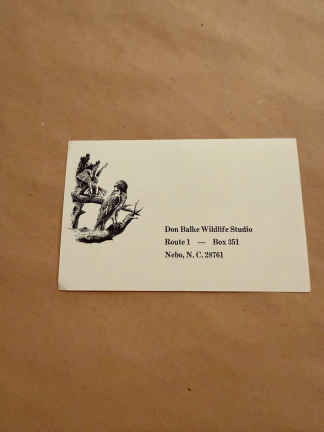 Don Balke Wildlife Studio
Route 1 — Box 351
Nebo, N. C. 28761